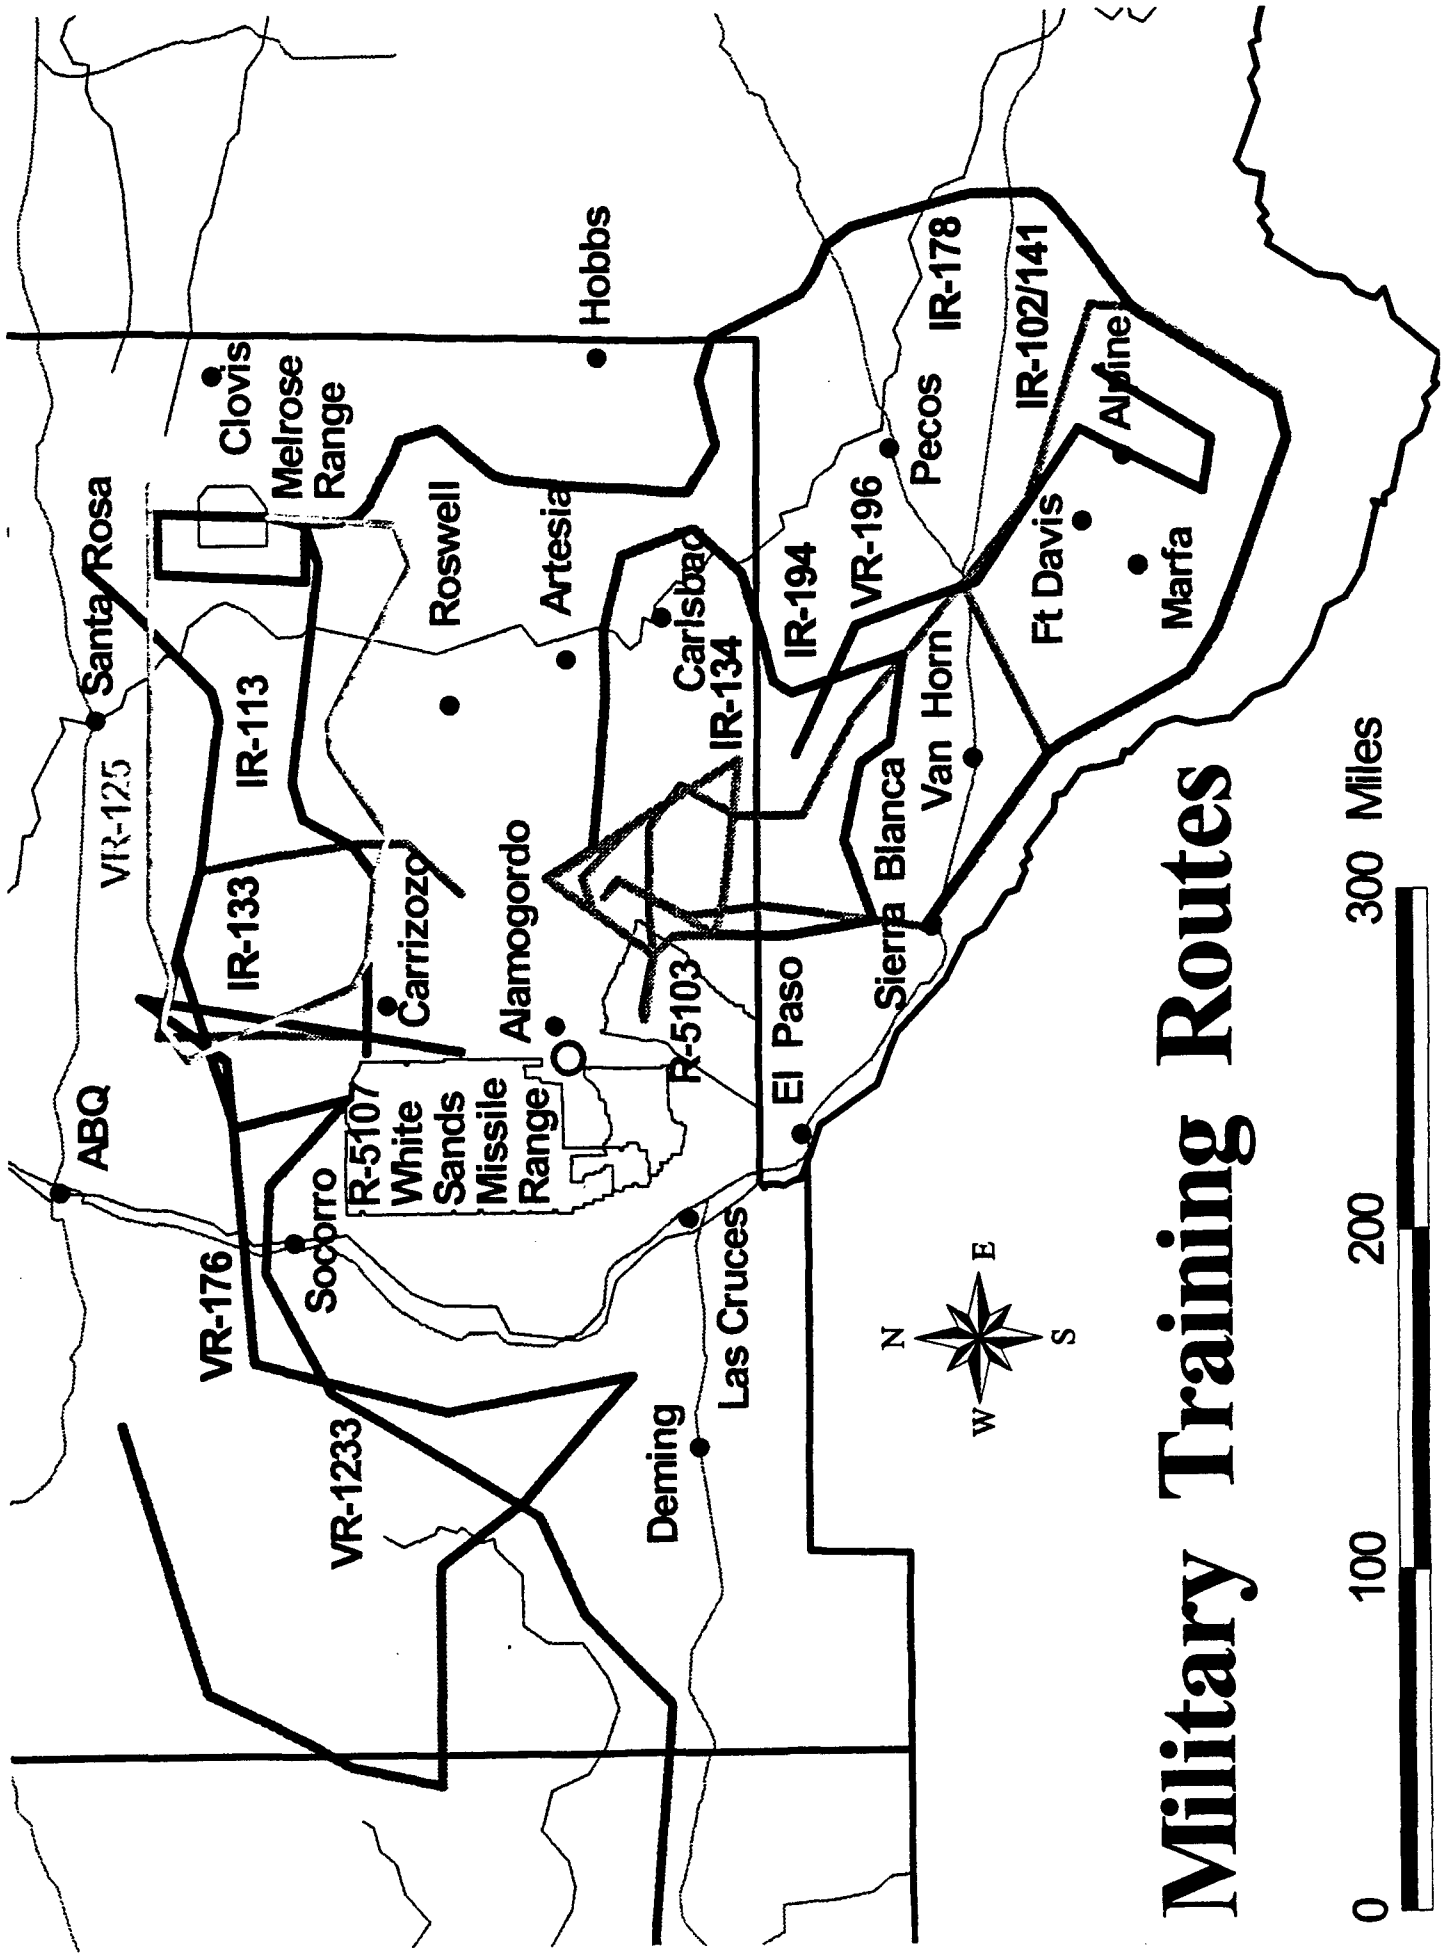 ABQ
Santa Rosa
VR-125
Clovis
Melrose
Range
IR-113
IR-133
VR-176
Socorro
VR-1233
Carrizozo
R-5107
White
Sands
Missile
Range
Roswell
Artesia
Hobbs
Alamogordo
Carlsbad
IR-134
R-5103
Deming
Las Cruces
El Paso
IR-194
VR-196
Pecos
IR-178
IR-102/141
Sierra Blanca
Van Horn
Ft Davis
Alpine
Marfa
N
W
E
S
Military Training Routes
0
100
200
300 Miles